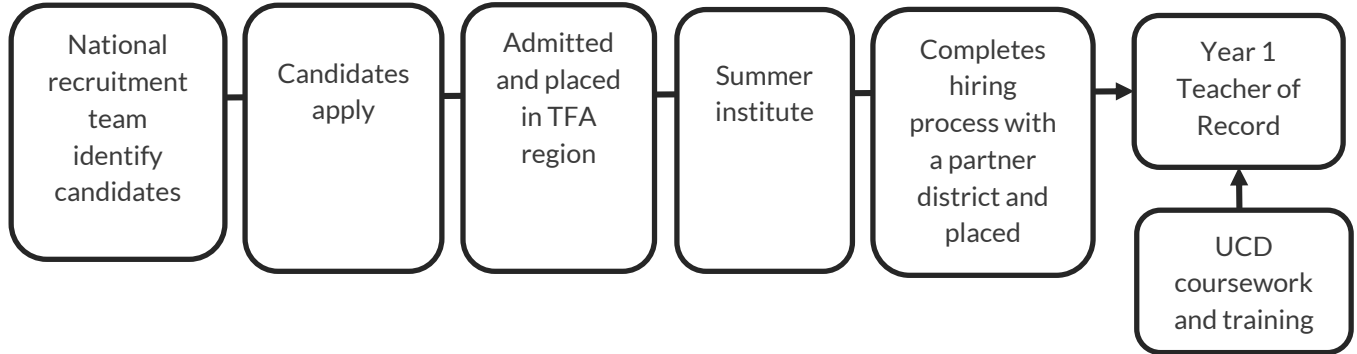 National
recruitment
team
identify
candidates
Candidates
apply
Admitted
and placed
in TFA
region
Summer
institute
Completes
hiring
process with
a partner
district and
placed
Year 1
Teacher of
Record
UCD
coursework
and training